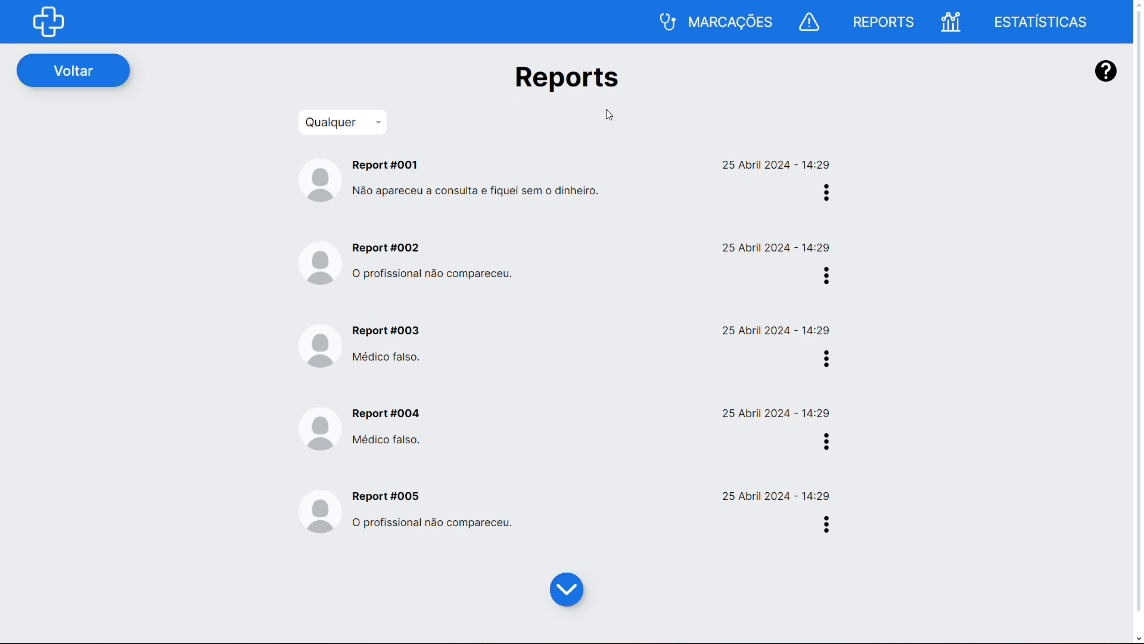 MARCAÇÕES REPORTS ESTATÍSTICAS
Voltar
Reports
?
Qualquer
Report #001 25 Abril 2024 - 14:29
Não apareceu a consulta e fiquei sem o dinheiro.
Report #002 25 Abril 2024 - 14:29
O profissional não compareceu.
Report #003 25 Abril 2024 - 14:29
Médico falso.
Report #004 25 Abril 2024 - 14:29
Médico falso.
Report #005 25 Abril 2024 - 14:29
O profissional não compareceu.